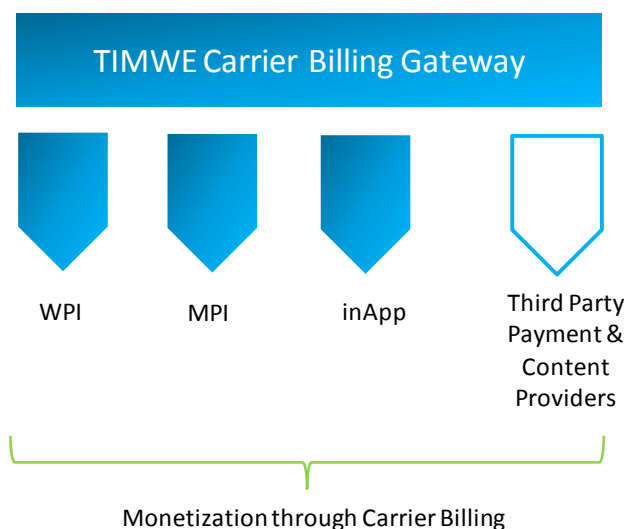 TIMWE Carrier Billing Gateway
WPI
MPI
inApp
Third Party
Payment &
Content
Providers
Monetization through Carrier Billing